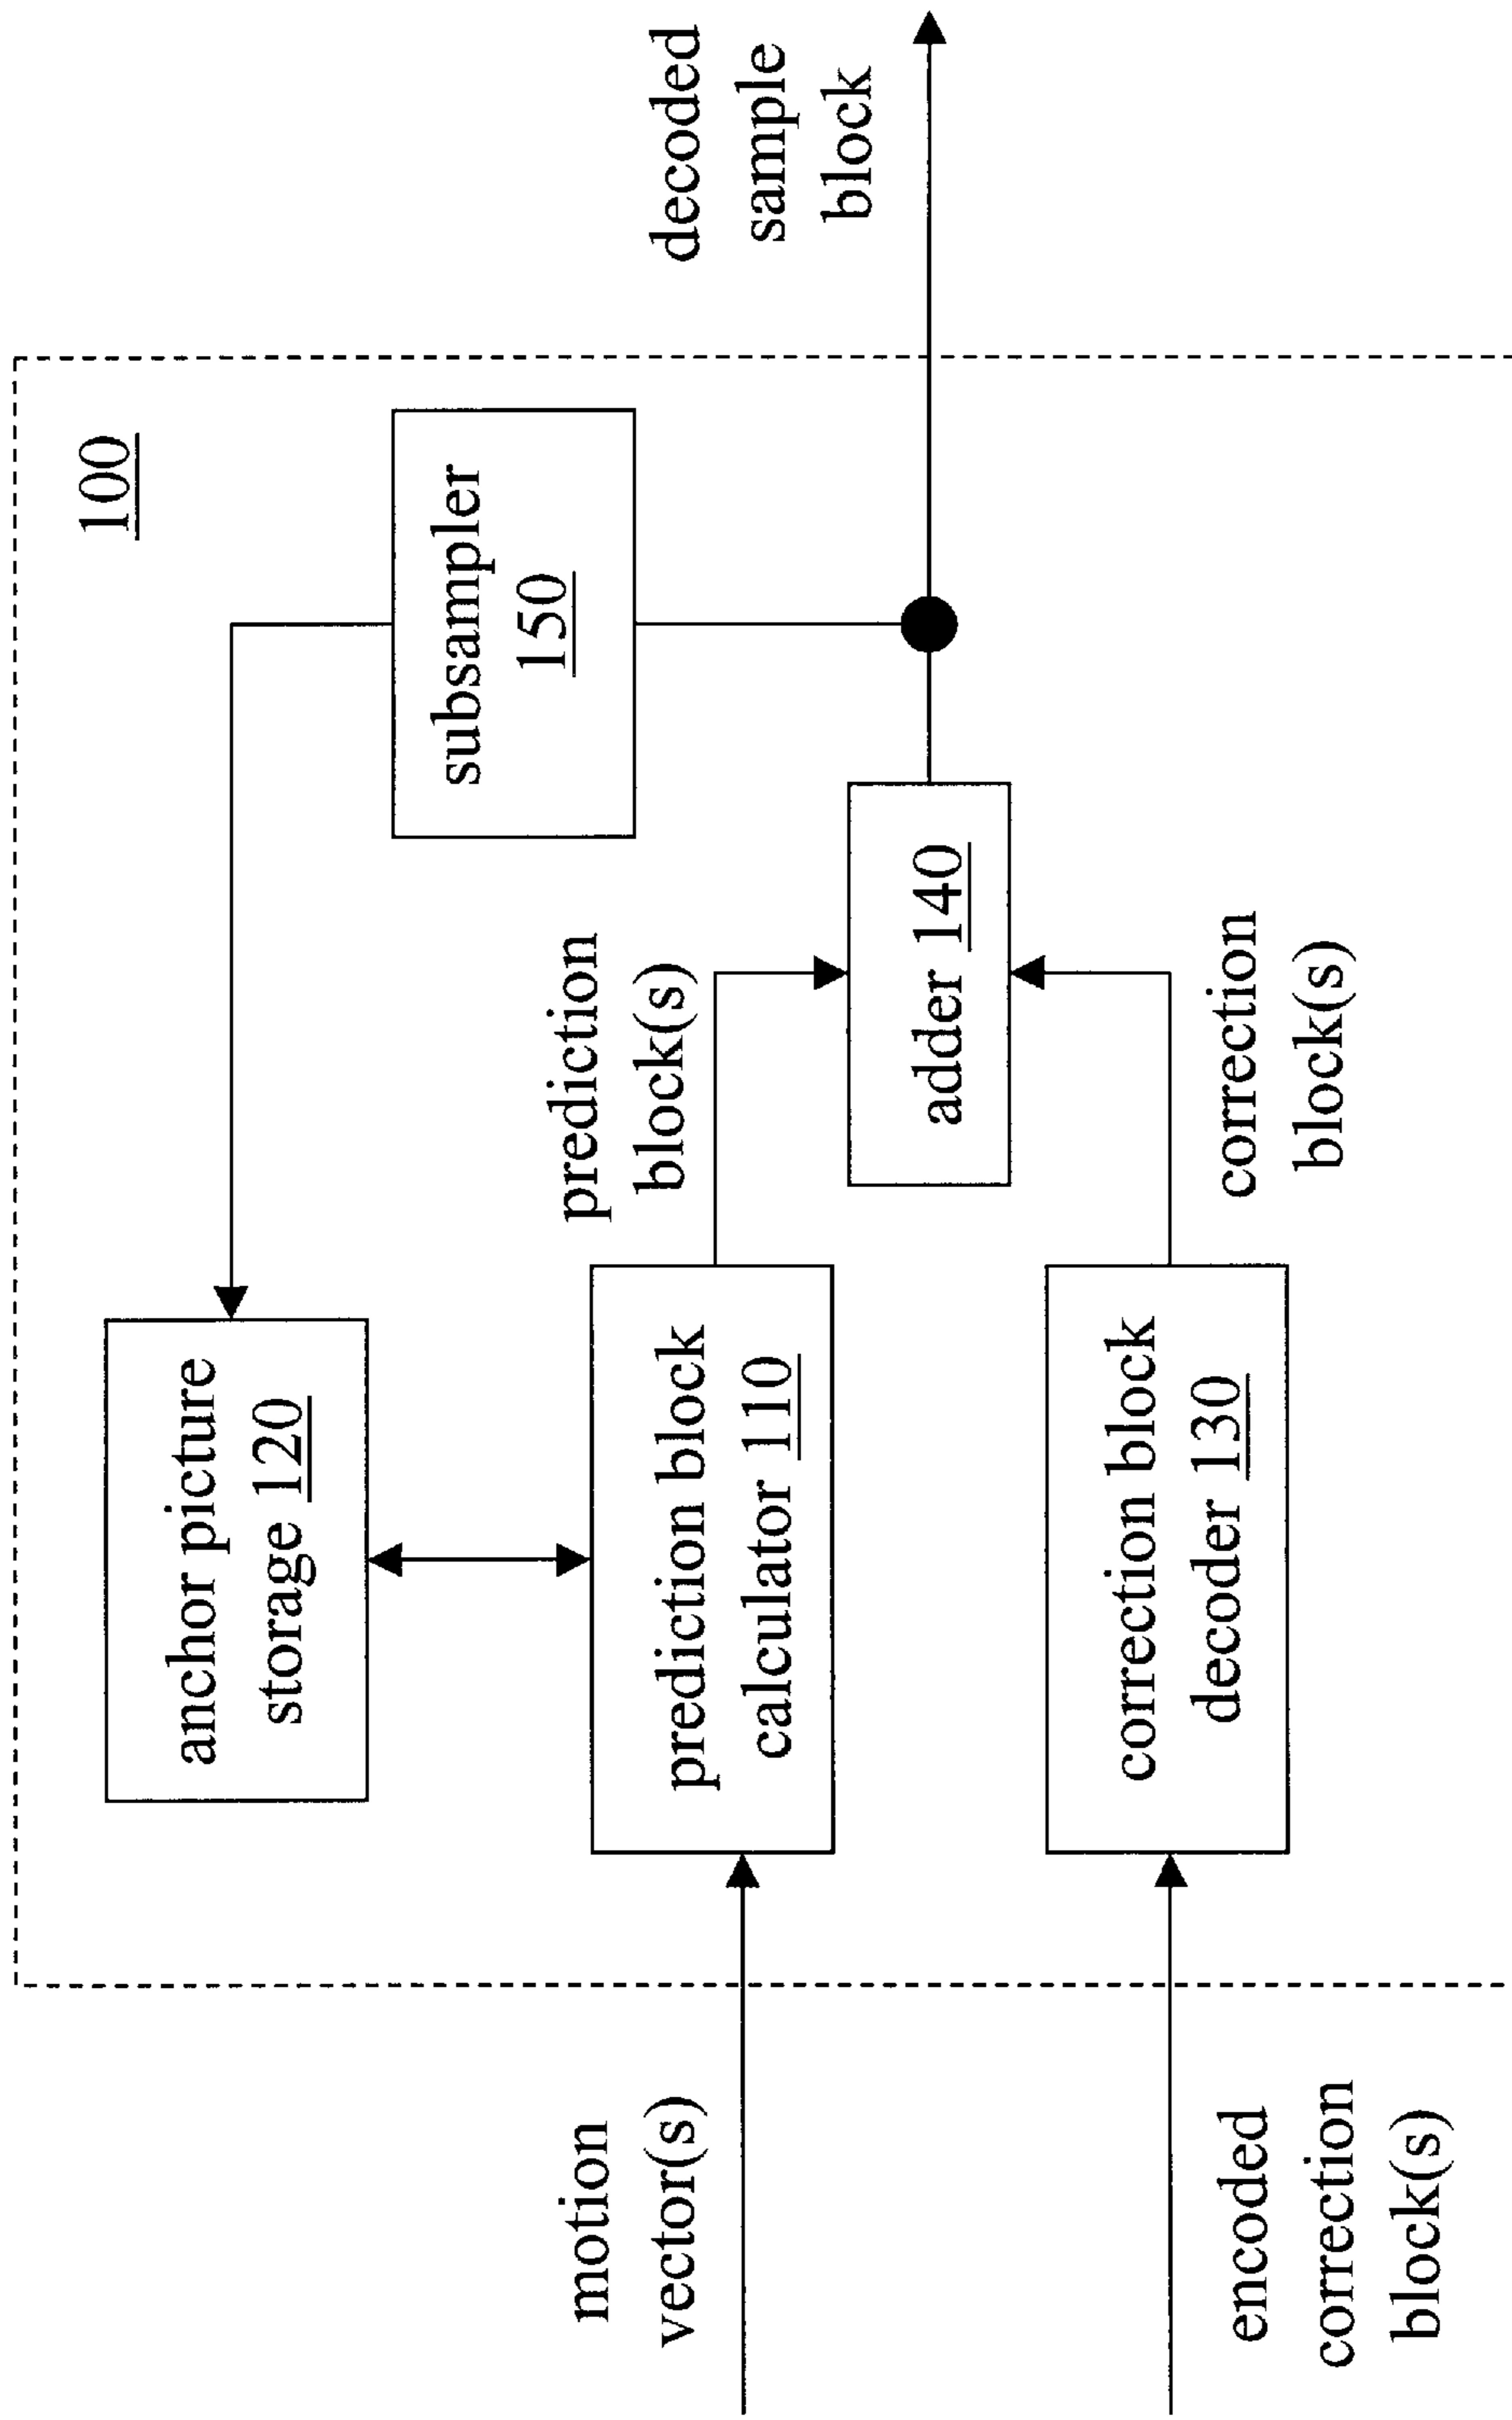 100
anchor picture
storage 120
subsampler
150
motion
vector(s)
prediction block
calculator 110
prediction
block(s)
adder 140
decoded
sample
block
encoded
correction
block(s)
correction block
decoder 130
correction
block(s)